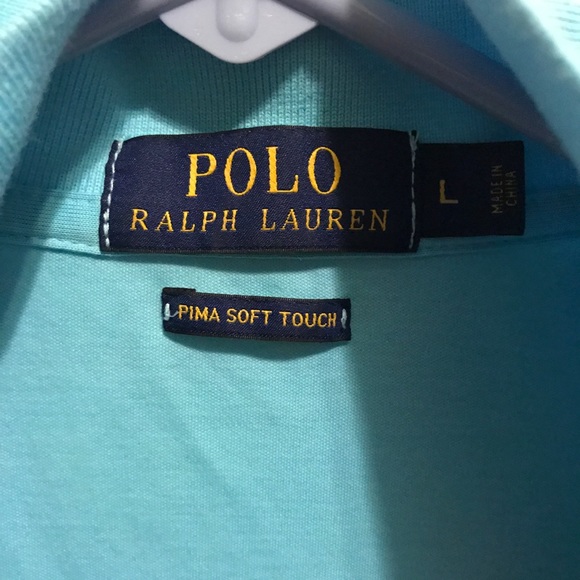 POLO
RALPH LAUREN
L
MADE IN
CHINA
PIMA SOFT TOUCH